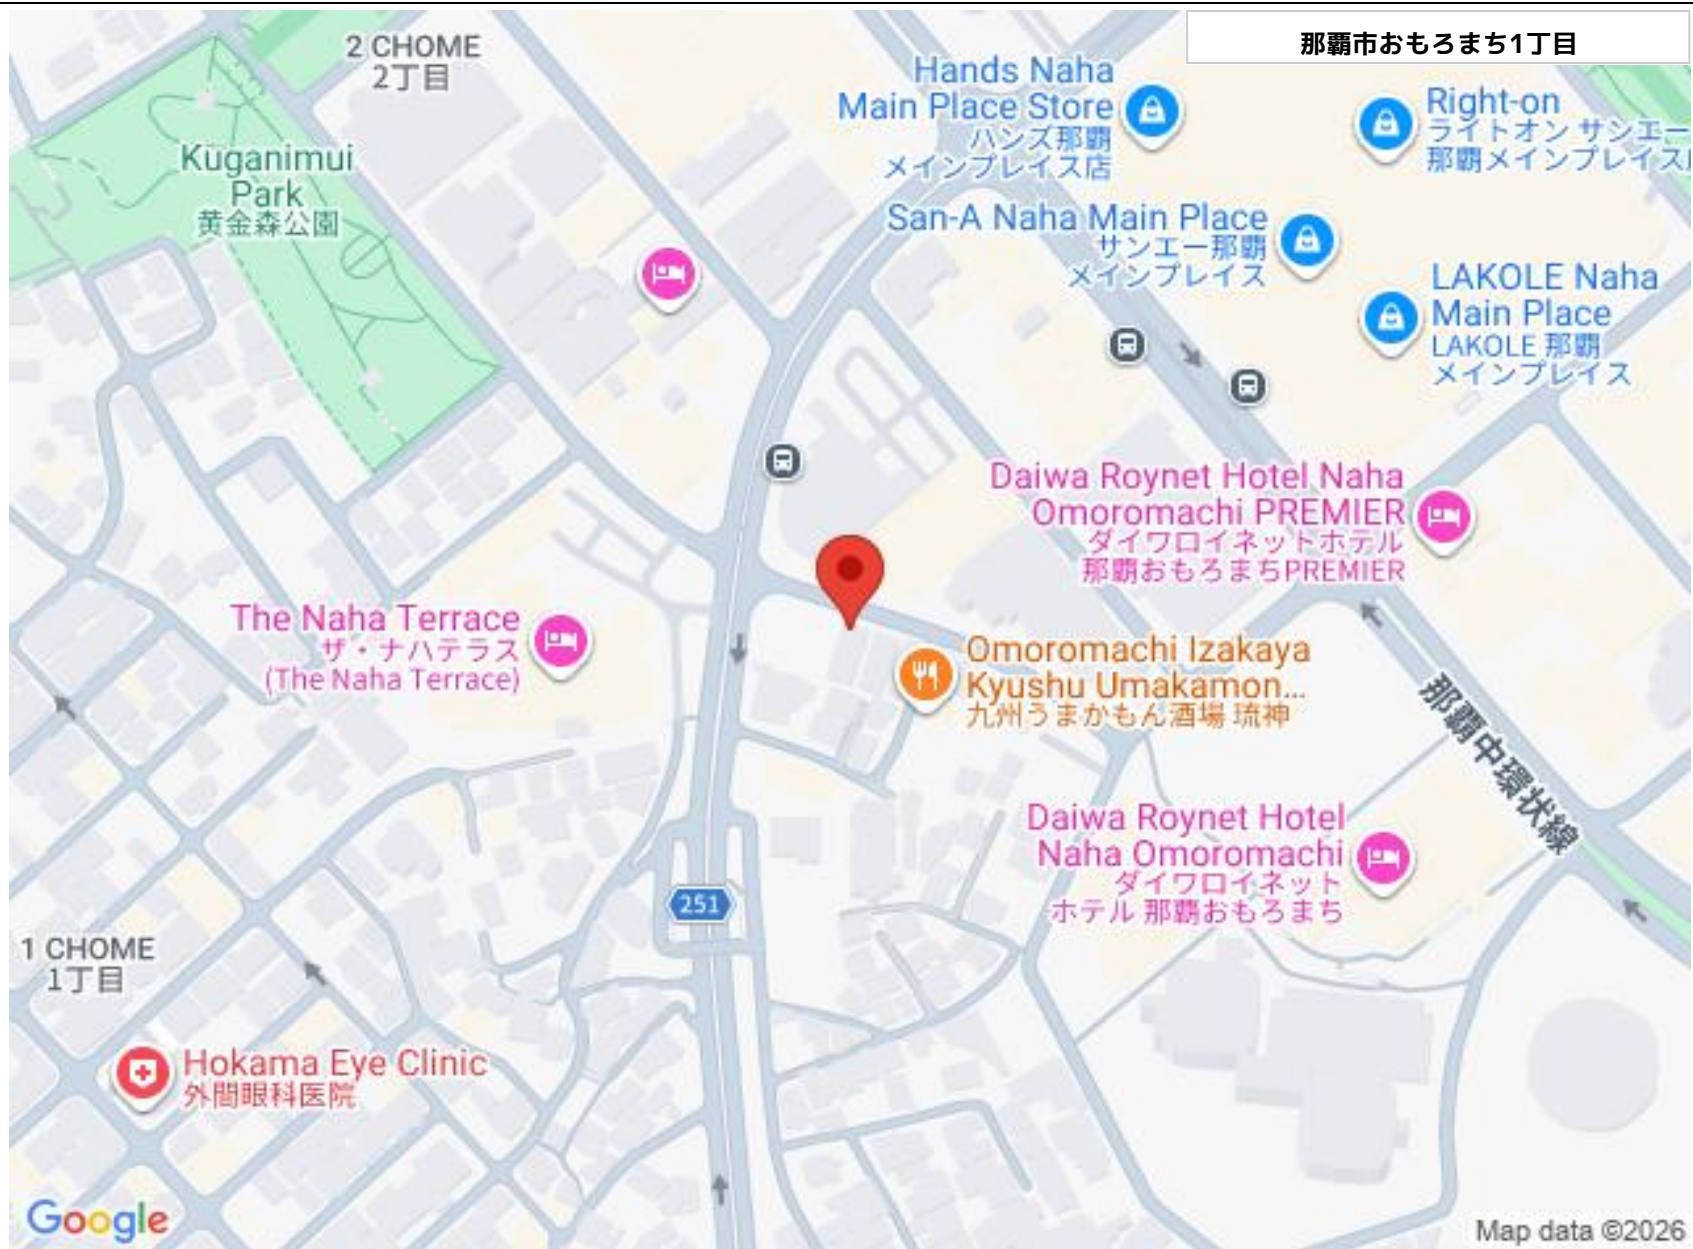 那覇市おもろまち1丁目
2 CHOME
2丁目
Hands Naha
Main Place Store
ハンズ那覇
メインプレイス店
Right-on
ライトオン サンエー
那覇メインプレイス
Kuganimui
Park
黄金森公園
San-A Naha Main Place
サンエー那覇
メインプレイス
LAKOLE Naha
Main Place
LAKOLE 那覇
メインプレイス
Daiwa Roynet Hotel Naha
Omoromachi PREMIER
ダイワロイネットホテル
那覇おもろまちPREMIER
The Naha Terrace
ザ・ナハテラス
(The Naha Terrace)
Omoromachi Izakaya
Kyushu Umakamon...
九州うまかもん酒場 琉神
那覇中環状線
Daiwa Roynet Hotel
Naha Omoromachi
ダイワロイネット
ホテル 那覇おもろまち
251
1 CHOME
1丁目
Hokama Eye Clinic
外間眼科医院
Google
Map data ©2026